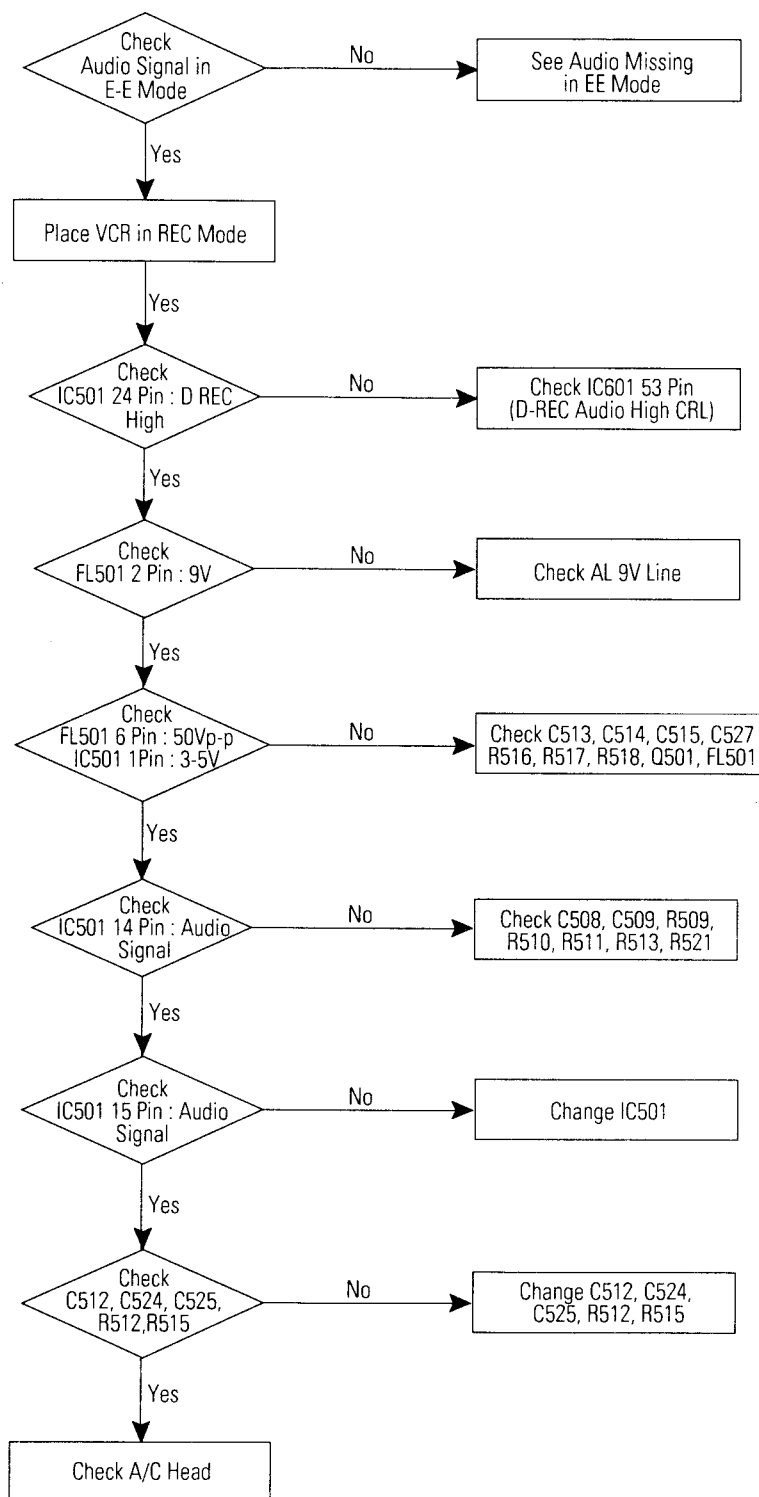 Check
Audio Signal in
E-E Mode
No
See Audio Missing
in EE Mode
Yes
Place VCR in REC Mode
Yes
Check
IC501 24 Pin : D REC
High
No
Check IC601 53 Pin
(D-REC Audio High CRL)
Yes
Check
FL501 2 Pin : 9V
No
Check AL 9V Line
Yes
Check
FL501 6 Pin : 50Vp-p
IC501 1Pin : 3-5V
No
Check C513, C514, C515, C527
R516, R517, R518, Q501, FL501
Yes
Check
IC501 14 Pin : Audio
Signal
No
Check C508, C509, R509,
R510, R511, R513, R521
Yes
Check
IC501 15 Pin : Audio
Signal
No
Change IC501
Yes
Check
C512, C524, C525,
R512,R515
No
Change C512, C524,
C525, R512, R515
Yes
Check A/C Head